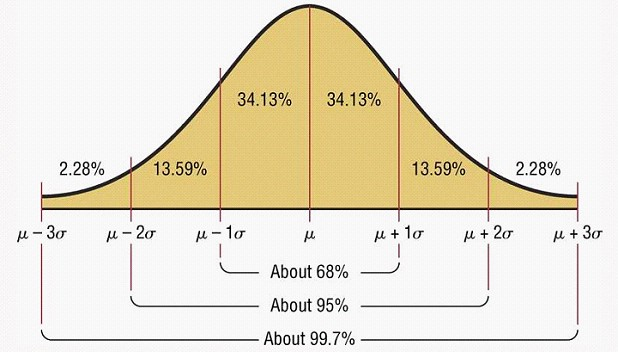 34.13% 34.13%
2.28% 13.59% 13.59% 2.28%
μ – 3σ μ – 2σ μ – 1σ μ μ + 1σ μ + 2σ μ + 3σ
About 68%
About 95%
About 99.7%